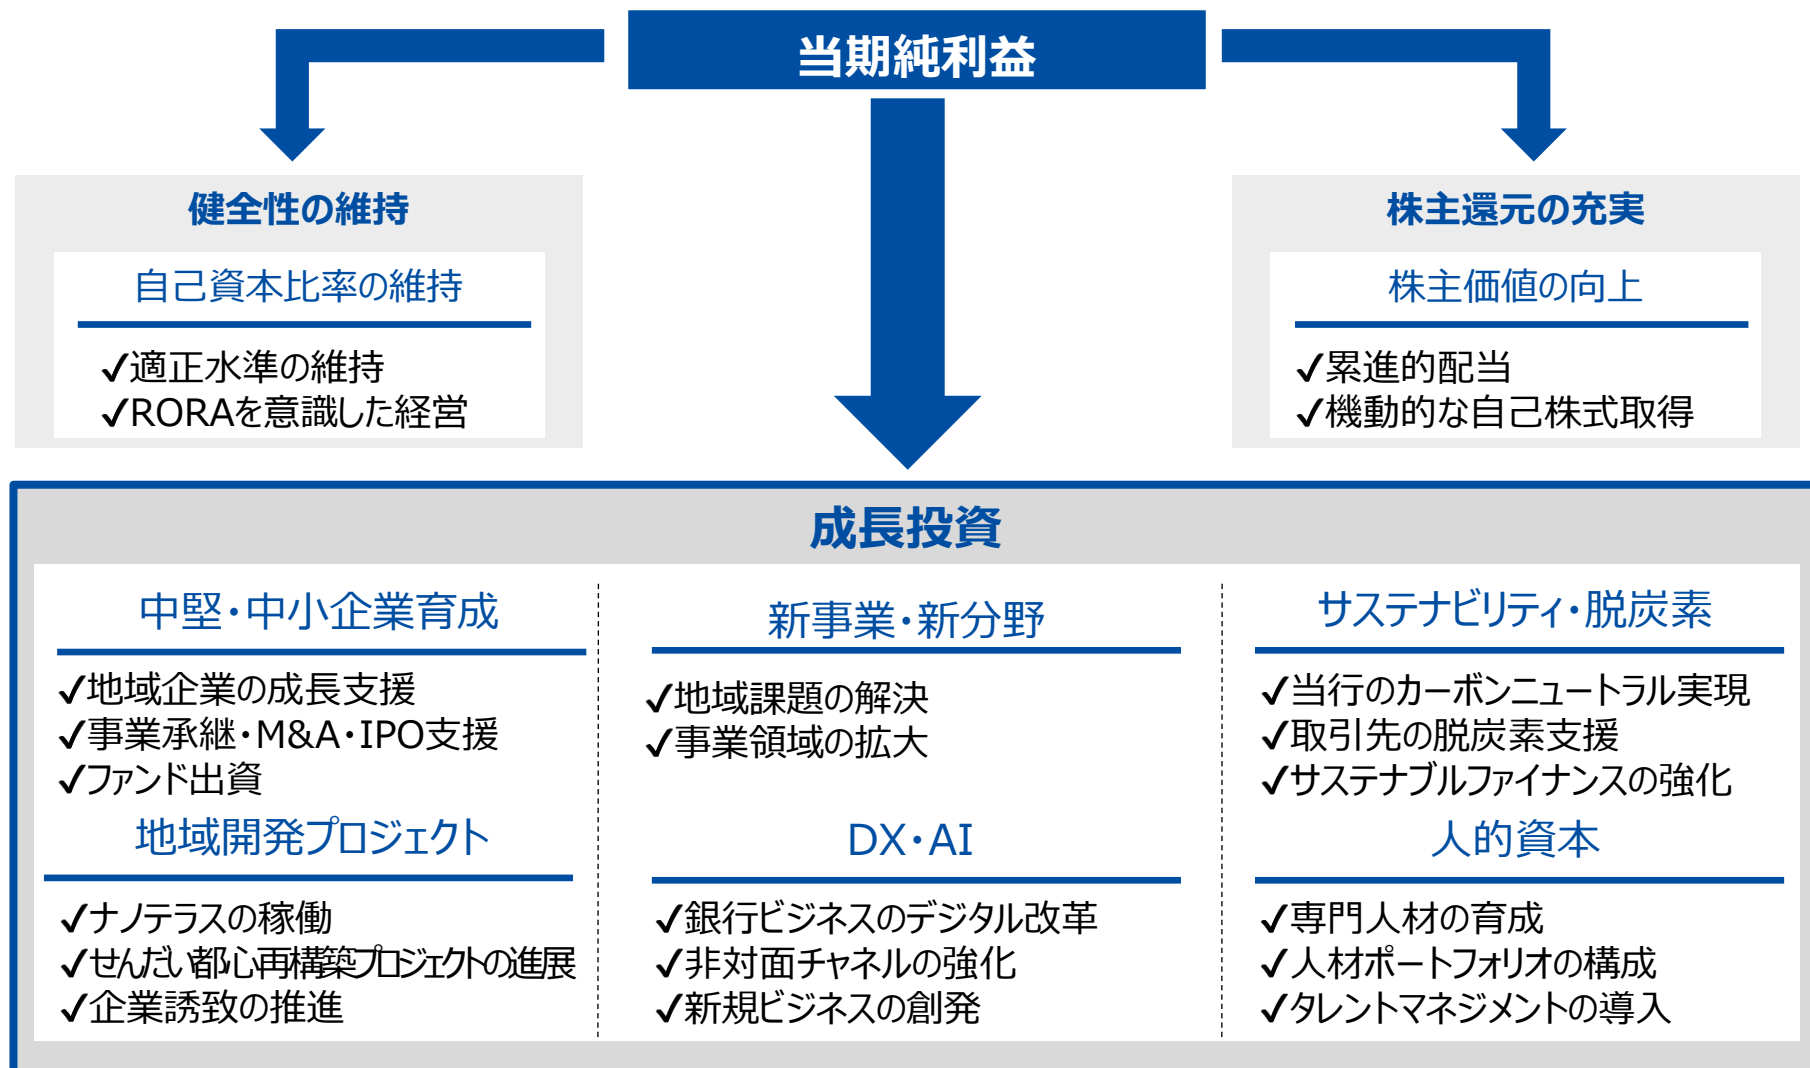 当期純利益
健全性の維持
自己資本比率の維持
✓適正水準の維持
✓RORAを意識した経営
株主還元の充実
株主価値の向上
✓累進的配当
✓機動的な自己株式取得
成長投資
中堅・中小企業育成
✓地域企業の成長支援
✓事業承継・M&A・IPO支援
✓ファンド出資
地域開発プロジェクト
✓ナノテラスの稼働
✓せんだい都心再構築プロジェクトの進展
✓企業誘致の推進
新事業・新分野
✓地域課題の解決
✓事業領域の拡大
DX・AI
✓銀行ビジネスのデジタル改革
✓非対面チャネルの強化
✓新規ビジネスの創発
サステナビリティ・脱炭素
✓当行のカーボンニュートラル実現
✓取引先の脱炭素支援
✓サステナブルファイナンスの強化
人的資本
✓専門人材の育成
✓人材ポートフォリオの構成
✓タレントマネジメントの導入